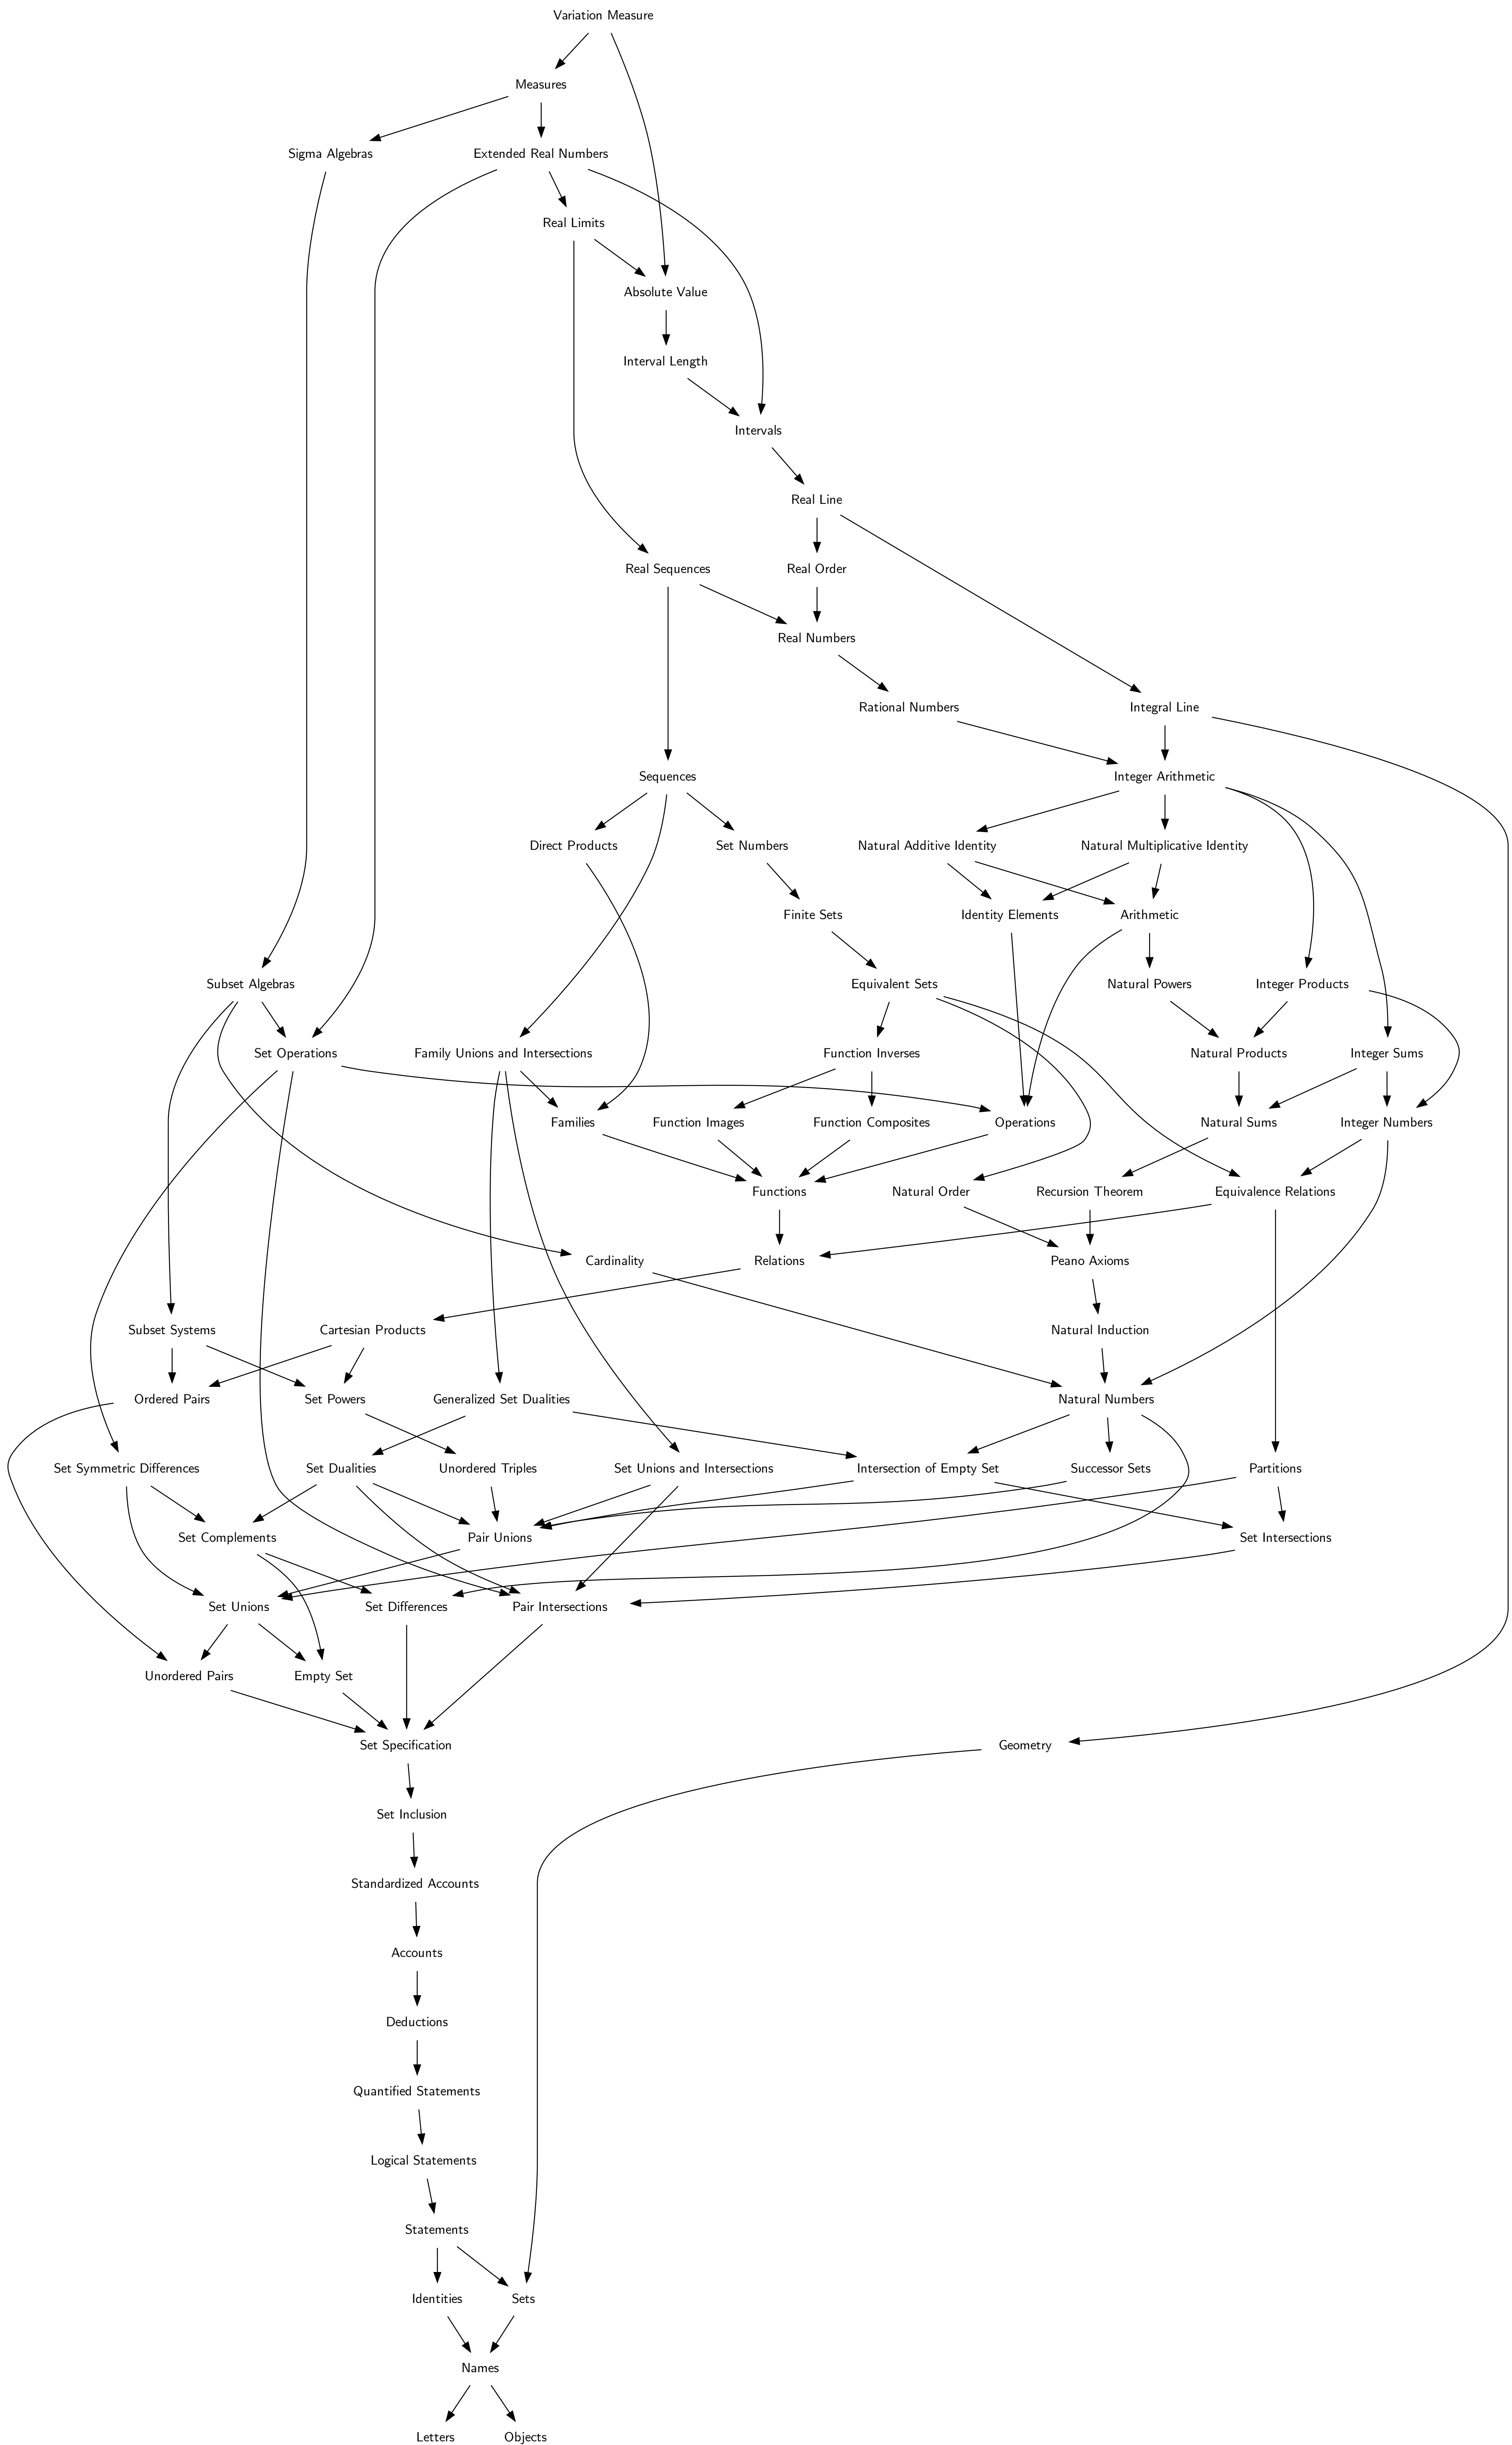 Variation Measure
Measures
Sigma Algebras
Extended Real Numbers
Real Limits
Absolute Value
Interval Length
Intervals
Real Line
Real Sequences
Real Order
Real Numbers
Rational Numbers
Integral Line
Sequences
Integer Arithmetic
Direct Products
Set Numbers
Natural Additive Identity
Natural Multiplicative Identity
Finite Sets
Identity Elements
Arithmetic
Subset Algebras
Equivalent Sets
Natural Powers
Integer Products
Set Operations
Family Unions and Intersections
Function Inverses
Natural Products
Integer Sums
Families
Function Images
Function Composites
Operations
Natural Sums
Integer Numbers
Functions
Natural Order
Recursion Theorem
Equivalence Relations
Cardinality
Relations
Peano Axioms
Subset Systems
Cartesian Products
Natural Induction
Ordered Pairs
Set Powers
Generalized Set Dualities
Natural Numbers
Set Symmetric Differences
Set Dualities
Unordered Triples
Set Unions and Intersections
Intersection of Empty Set
Successor Sets
Partitions
Set Complements
Pair Unions
Set Intersections
Set Unions
Set Differences
Pair Intersections
Unordered Pairs
Empty Set
Set Specification
Geometry
Set Inclusion
Standardized Accounts
Accounts
Deductions
Quantified Statements
Logical Statements
Statements
Identities
Sets
Names
Letters
Objects